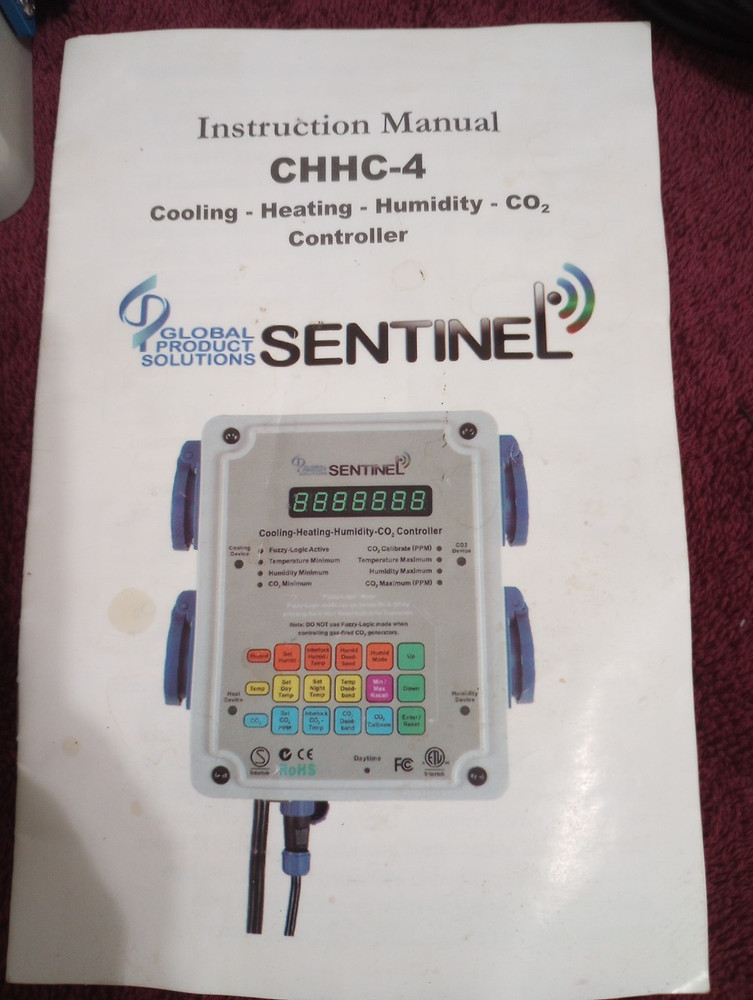 Instruction Manual
CHHC-4
Cooling - Heating - Humidity - CO₂
Controller
GLOBAL
PRODUCT
SOLUTIONS
SENTINEL
SENTINEL
8888888
Cooling-Heating-Humidity-CO₂ Controller
Cooling
Device
Fuzzy-Logic Active
Temperature Minimum
Humidity Minimum
CO₂ Minimum
CO₂ Calibrate (PPM)
Temperature Maximum
Humidity Maximum
CO₂ Maximum (PPM)
CO2
Device
Note: DO NOT use Fuzzy-Logic mode when
controlling gas-fired CO₂ generators.
Humid
Set
Humid
Interlock
Humid/
Temp
Humid
Dead-
band
Humid
Mode
Up
Temp
Set
Day
Temp
Set
Night
Temp
Temp
Dead-
band
Min /
Max
Recall
Down
Heat
Device
Humidity
Device
CO₂
Set
CO₂
PPM
Interlock
CO₂ -
Temp
CO₂
Dead-
band
CO₂
Calibrate
Enter /
Reset
Intertek
CE
RoHS
Daytime
FC
ETL
Intertek